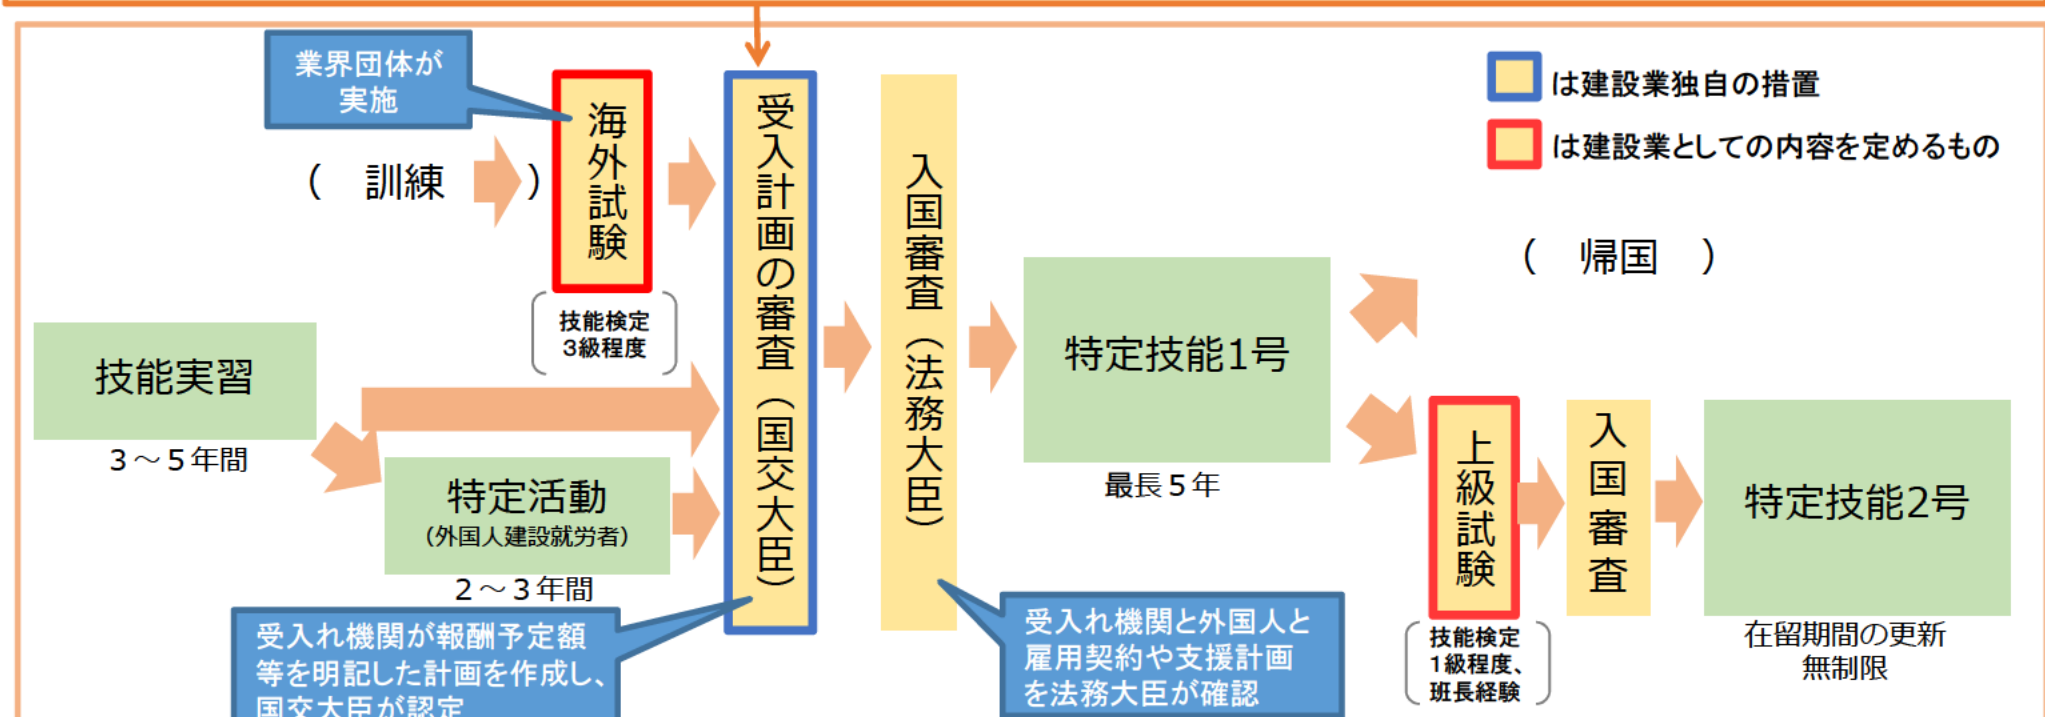 業界団体が
実施
は建設業独自の措置
は建設業としての内容を定めるもの
（　訓練　）
海外試験
技能検定
3級程度
受入計画の審査（国交大臣）
入国審査（法務大臣）
技能実習
３～５年間
特定活動
（外国人建設就労者）
２～３年間
受入れ機関が報酬予定額
等を明記した計画を作成し、
国交大臣が認定
受入れ機関と外国人と
雇用契約や支援計画
を法務大臣が確認
特定技能1号
最長５年
（　帰国　）
上級試験
技能検定
1級程度、
班長経験
入国審査
特定技能2号
在留期間の更新
無制限